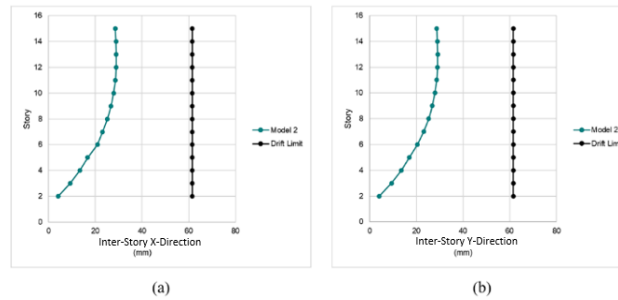 16
14
12
10
8
6
4
2
0
Story
0 20 40 60 80
Inter-Story X-Direction
(mm)
Model 2
Drift Limit
(a)
16
14
12
10
8
6
4
2
0
Story
0 20 40 60 80
Inter-Story Y-Direction
(mm)
Model 2
Drift Limit
(b)